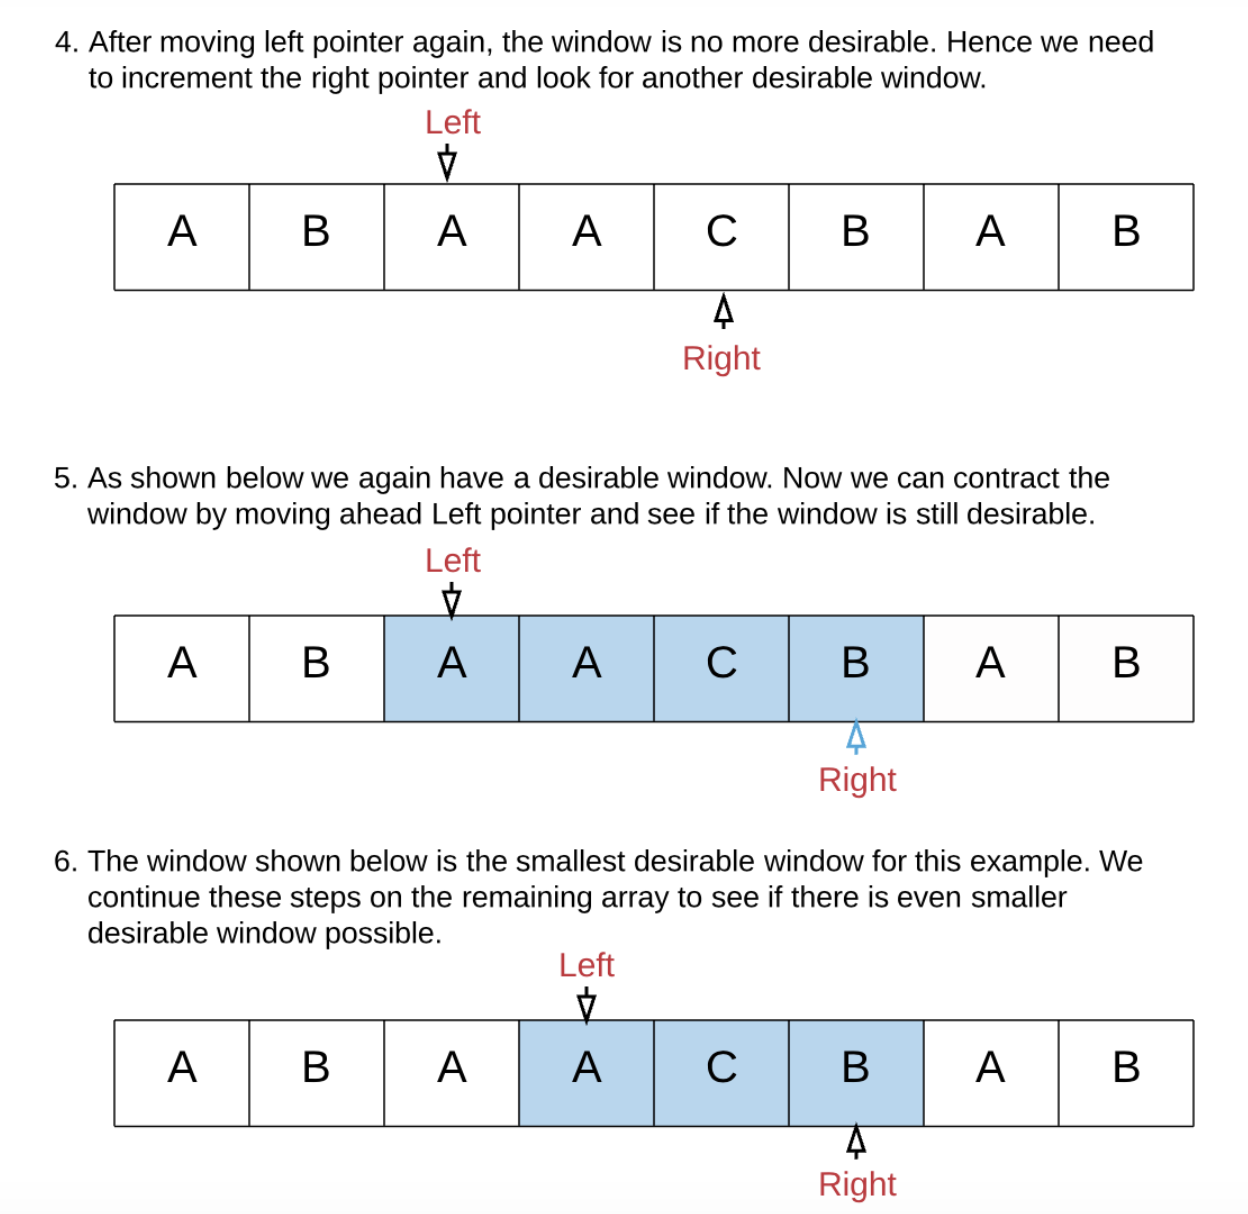 4. After moving left pointer again, the window is no more desirable. Hence we need
to increment the right pointer and look for another desirable window.
Left
A B A A C B A B
Right
5. As shown below we again have a desirable window. Now we can contract the
window by moving ahead Left pointer and see if the window is still desirable.
Left
A B A A C B A B
Right
6. The window shown below is the smallest desirable window for this example. We
continue these steps on the remaining array to see if there is even smaller
desirable window possible.
Left
A B A A C B A B
Right